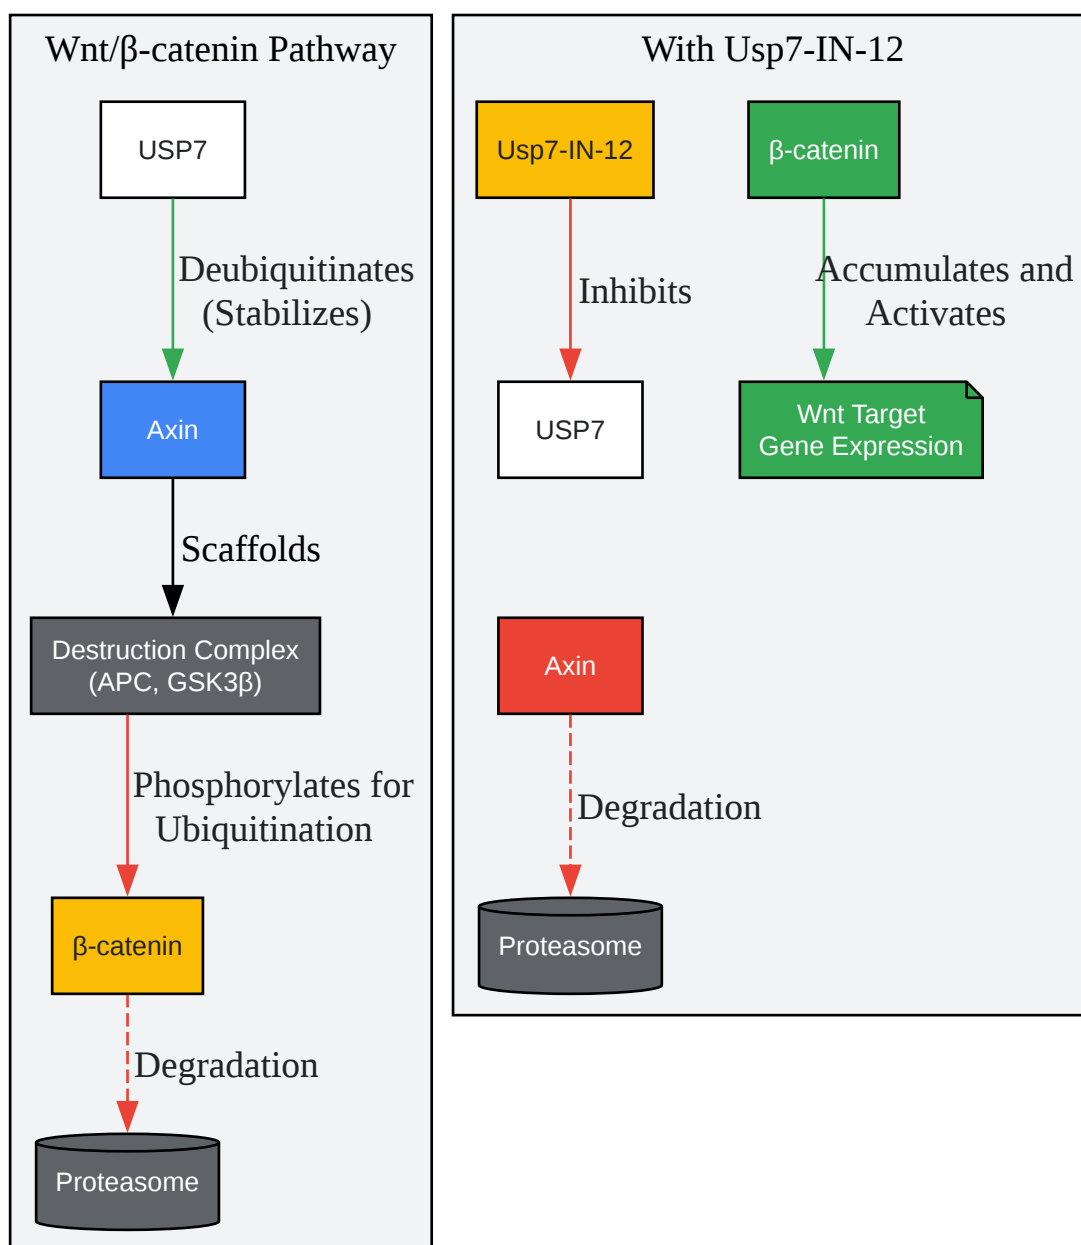 Wnt/β-catenin Pathway
USP7
Deubiquitinates
(Stabilizes)
Axin
Scaffolds
Destruction Complex
(APC, GSK3β)
Phosphorylates for
Ubiquitination
β-catenin
Degradation
Proteasome
With Usp7-IN-12
Usp7-IN-12
Inhibits
USP7
Axin
Degradation
Proteasome
β-catenin
Accumulates and
Activates
Wnt Target
Gene Expression